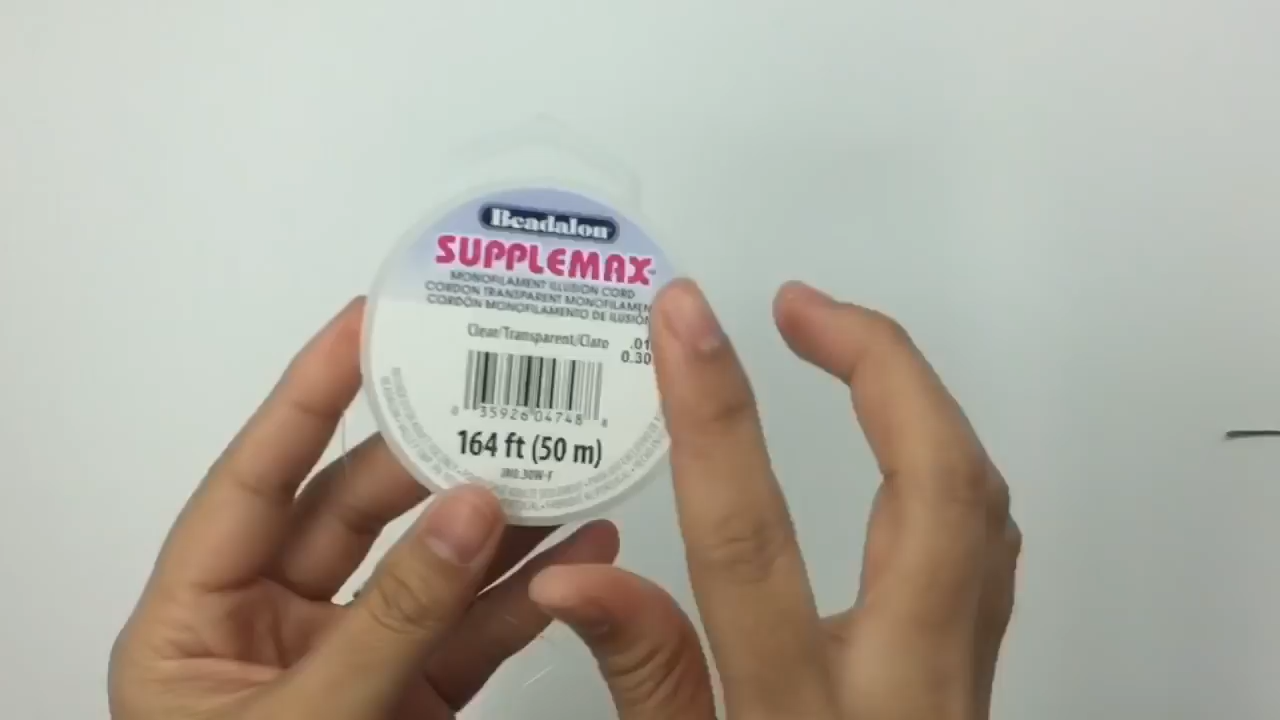 Beadalon
SUPPLEMAX
MONOFILAMENT ILLUSION CORD
CORDON TRANSPARENT MONOFILAMEN
CORDÓN MONOFILAMENTO DE ILUSIÓN
Clear/Transparent/Claro .01
0.30
0 35926 04748 8
164 ft (50 m)